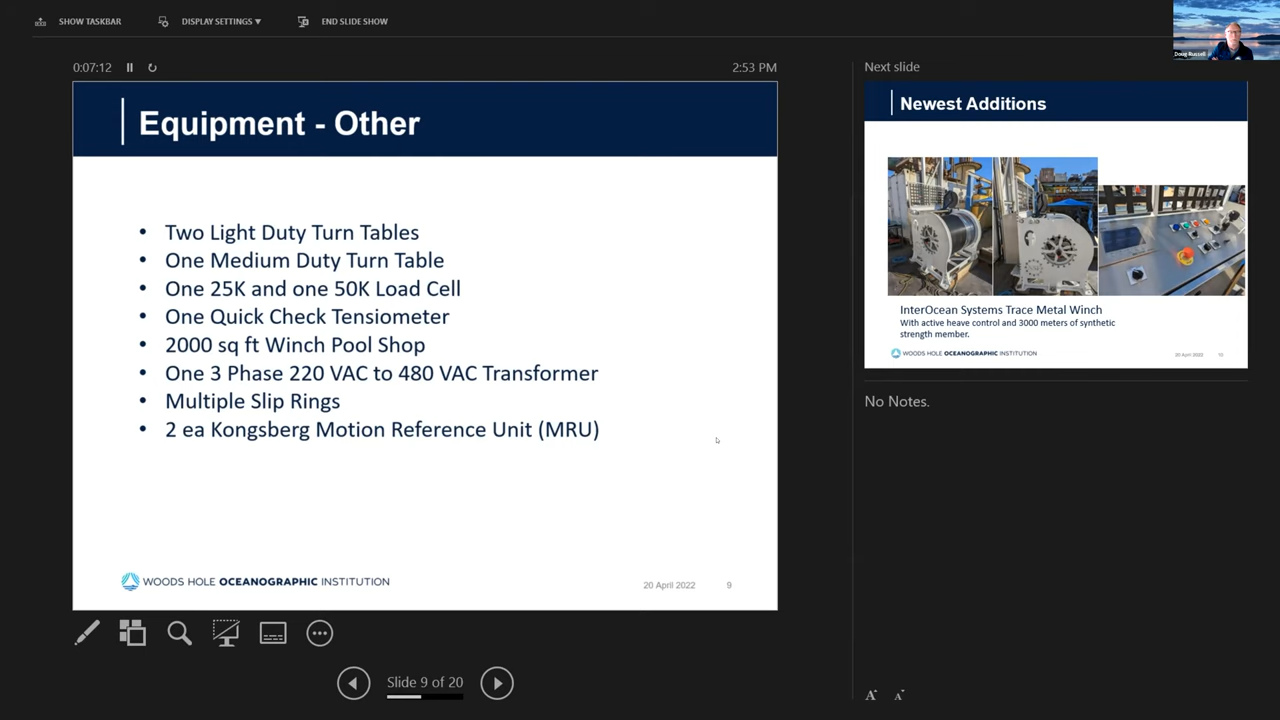 SHOW TASKBAR
DISPLAY SETTINGS ▼
END SLIDE SHOW
Doug Russell
0:07:12
2:53 PM
Equipment - Other
• Two Light Duty Turn Tables
• One Medium Duty Turn Table
• One 25K and one 50K Load Cell
• One Quick Check Tensiometer
• 2000 sq ft Winch Pool Shop
• One 3 Phase 220 VAC to 480 VAC Transformer
• Multiple Slip Rings
• 2 ea Kongsberg Motion Reference Unit (MRU)
WOODS HOLE OCEANOGRAPHIC INSTITUTION
20 April 2022
9
Slide 9 of 20
Next slide
Newest Additions
InterOcean Systems Trace Metal Winch
With active heave control and 3000 meters of synthetic
strength member.
WOODS HOLE OCEANOGRAPHIC INSTITUTION
20 April 2022
10
No Notes.
A
A